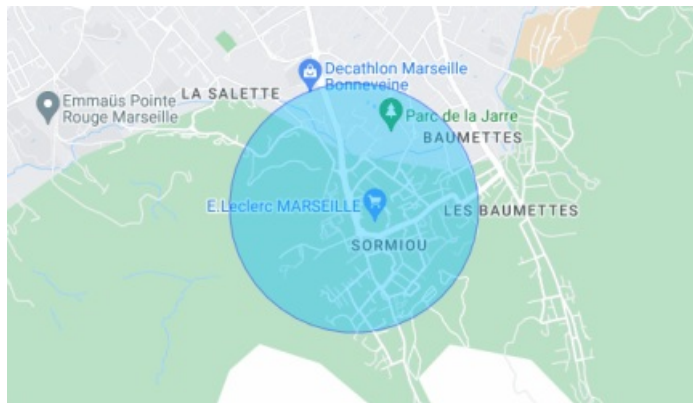 Decathlon Marseille
Bonneveine
LA SALETTE
Emmaüs Pointe
Rouge Marseille
Parc de la Jarre
BAUMETTES
E.Leclerc MARSEILLE
LES BAUMETTES
SORMIOU